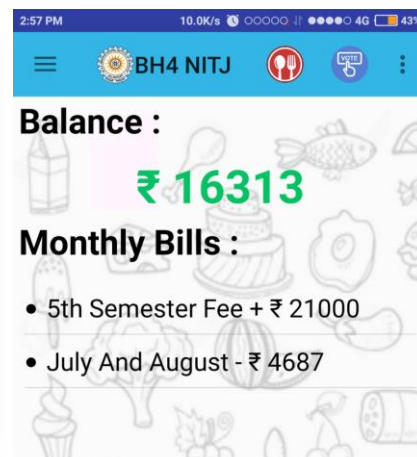 2:57 PM 10.0K/s 4G 43%
BH4 NITJ VOTE
Balance :
₹ 16313
Monthly Bills :
• 5th Semester Fee + ₹ 21000
• July And August - ₹ 4687